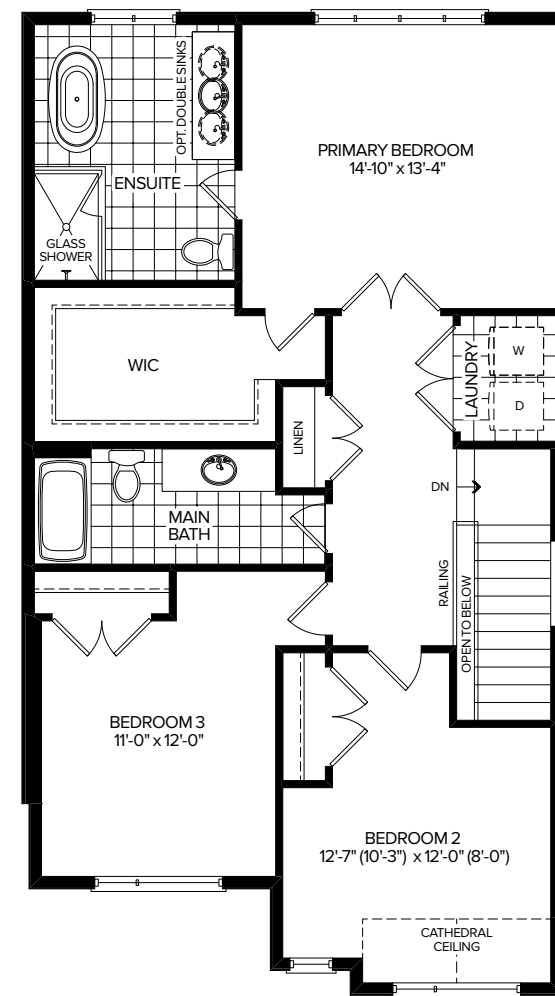 OPT. DOUBLE SINKS
PRIMARY BEDROOM
14'-10" x 13'-4"
ENSUITE
GLASS
SHOWER
WIC
LAUNDRY
W
D
LINEN
DN
MAIN
BATH
RAILING
OPEN TO BELOW
BEDROOM 3
11'-0" x 12'-0"
BEDROOM 2
12'-7" (10'-3") x 12'-0" (8'-0")
CATHEDRAL
CEILING